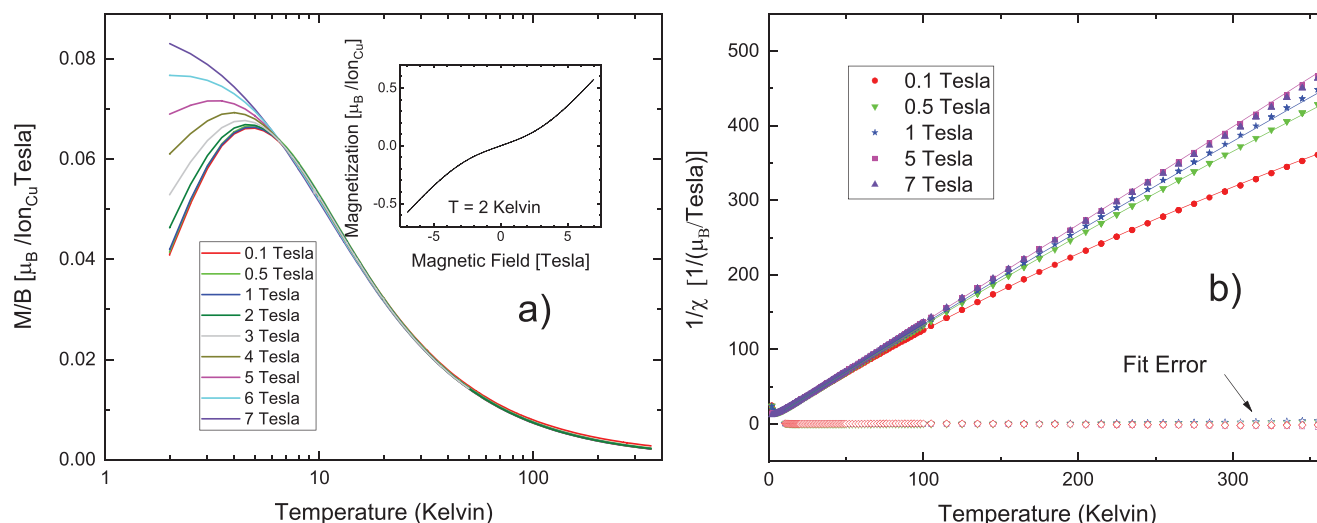 M/B [μB /IonCuTesla]
0.08
0.06
0.04
0.02
0.00
1
10
100
Temperature (Kelvin)
0.1 Tesla
0.5 Tesla
1 Tesla
2 Tesla
3 Tesla
4 Tesla
5 Tesal
6 Tesla
7 Tesla
a)
Magnetization [μB /IonCu]
0.5
0.0
-0.5
T = 2 Kelvin
-5
0
5
Magnetic Field [Tesla]
1/χ [1/(μB/Tesla)]
500
400
300
200
100
0
0
100
200
300
Temperature (Kelvin)
0.1 Tesla
0.5 Tesla
1 Tesla
5 Tesla
7 Tesla
b)
Fit Error